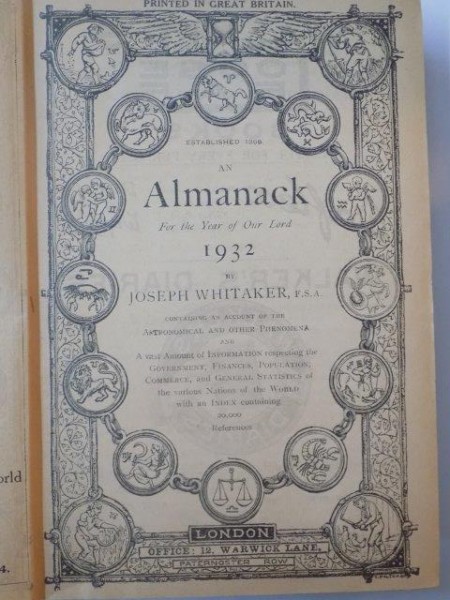 PRINTED IN GREAT BRITAIN.
ESTABLISHED 1868
AN
Almanack
For the Year of Our Lord
1932
BY
JOSEPH WHITAKER, F.S.A.
CONTAINING AN ACCOUNT OF THE
ASTRONOMICAL AND OTHER PHENOMENA
AND
A vast Amount of INFORMATION respecting the
GOVERNMENT, FINANCES, POPULATION,
COMMERCE, and GENERAL STATISTICS of
the various Nations of the WORLD
with an INDEX containing
20,000
References
LONDON
OFFICE: 12, WARWICK LANE,
PATERNOSTER ROW
orld
4.